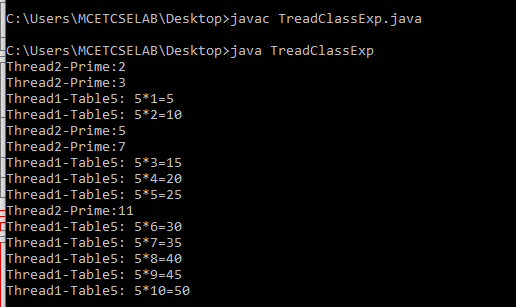 C:\Users\MCETCSELAB\Desktop>javac TreadClassExp.java
C:\Users\MCETCSELAB\Desktop>java TreadClassExp
Thread2-Prime:2
Thread2-Prime:3
Thread1-Table5: 5*1=5
Thread1-Table5: 5*2=10
Thread2-Prime:5
Thread2-Prime:7
Thread1-Table5: 5*3=15
Thread1-Table5: 5*4=20
Thread1-Table5: 5*5=25
Thread2-Prime:11
Thread1-Table5: 5*6=30
Thread1-Table5: 5*7=35
Thread1-Table5: 5*8=40
Thread1-Table5: 5*9=45
Thread1-Table5: 5*10=50